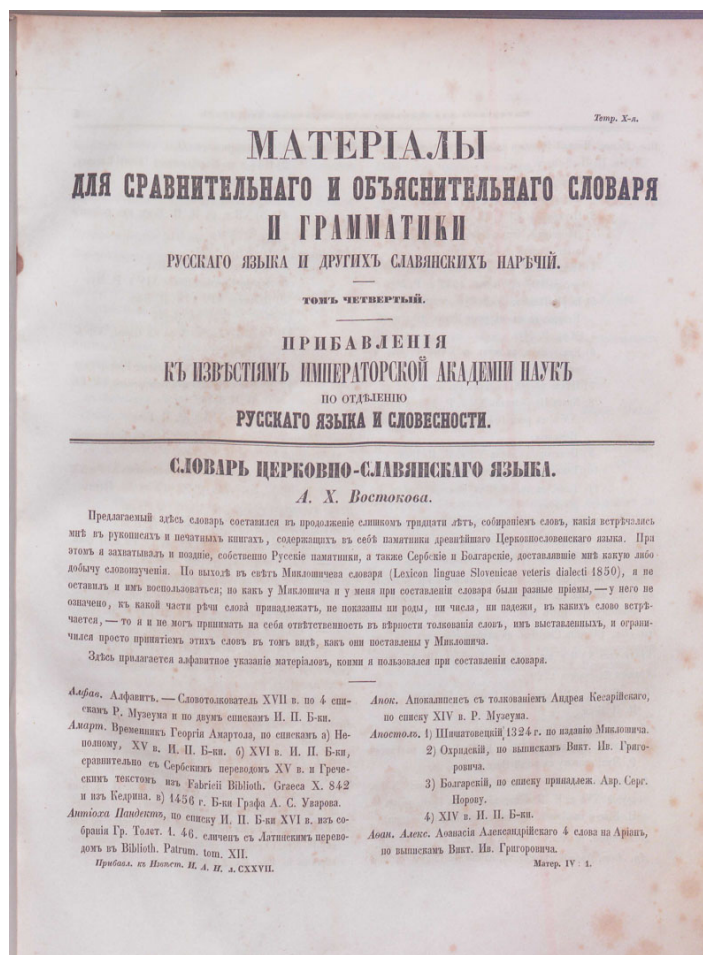 Тетр. X-я.
МАТЕРІАЛЫ
ДЛЯ СРАВНИТЕЛЬНАГО И ОБЪЯСНИТЕЛЬНАГО СЛОВАРЯ
И ГРАММАТИКИ
РУССКАГО ЯЗЫКА И ДРУГИХЪ СЛАВЯНСКИХЪ НАРѢЧІЙ.
ТОМЪ ЧЕТВЕРТЫЙ.
ПРИБАВЛЕНІЯ
КЪ ИЗВѢСТІЯМЪ ИМПЕРАТОРСКОЙ АКАДЕМІИ НАУКЪ
ПО ОТДѢЛЕНІЮ
РУССКАГО ЯЗЫКА И СЛОВЕСНОСТИ.
СЛОВАРЬ ЦЕРКОВНО-СЛАВЯНСКАГО ЯЗЫКА.
А. Х. Востокова.
Предлагаемый здѣсь словарь составился въ продолженіе слишкомъ тридцати лѣтъ, собираніемъ словъ, какія встрѣчались
мнѣ въ рукописяхъ и печатныхъ книгахъ, содержащихъ въ себѣ памятники древнѣйшаго Церковнословенскаго языка. При
этомъ я захватывалъ и поздніе, собственно Русскіе памятники, а также Сербскіе и Болгарскіе, доставлявшіе мнѣ какую либо
добычу словоизученія. По выходѣ въ свѣтъ Миклошичева словаря (Lexicon linguae Slovenicae veteris dialecti 1850), я не
оставилъ и имъ воспользоваться; но какъ у Миклошича и у меня при составленіи словаря были разные пріемы, — у него не
означено, къ какой части рѣчи слова́ принадлежатъ, не показаны ни роды, ни числа, ни падежи, въ какихъ слово встрѣ-
чается, — то я и не могъ принимать на себя отвѣтственность въ вѣрности толкованія словъ, имъ выставленныхъ, и ограни-
чился просто принятіемъ этихъ словъ въ томъ видѣ, какъ они поставлены у Миклошича.
Здѣсь прилагается алфавитное указаніе матеріаловъ, коими я пользовался при составленіи словаря.
Алфав. Алфавитъ. — Словотолкователь XVII в. по 4 спи-
скамъ Р. Музеума и по двумъ спискамъ И. П. Б-ки.
Амарт. Временникъ Георгія Амартола, по спискамъ а) Не-
полному, XV в. И. П. Б-ки. б) XVI в. И. П. Б-ки,
сравнительно съ Сербскимъ переводомъ XV в. и Грече-
скимъ текстомъ изъ Fabricii Biblioth. Graeca X. 842
и изъ Кедрина. в) 1456 г. Б-ки Графа А. С. Уварова.
Антіоха Пандектъ, по списку И. П. Б-ки XVI в. изъ со-
бранія Гр. Толст. 1. 46. сличенъ съ Латинскимъ перево-
домъ въ Biblioth. Patrum. tom. XII.
Прибавл. къ Извѣст. И. А. Н. л. CXXVII.
Апок. Апокалипсисъ съ толкованіемъ Андрея Кесарійскаго,
по списку XIV в. Р. Музеума.
Апостолъ. 1) Шишатовецкій 1324 г. по изданію Миклошича.
2) Охридскій, по выпискамъ Викт. Ив. Григо-
ровича.
3) Болгарскій, по списку принадлеж. Авр. Серг.
Норову.
4) XIV в. И. П. Б-ки.
Аѳан. Алекс. Аѳанасія Александрійскаго 4 слова на Аріанъ,
по выпискамъ Викт. Ив. Григоровича.
Матер. IV 1.